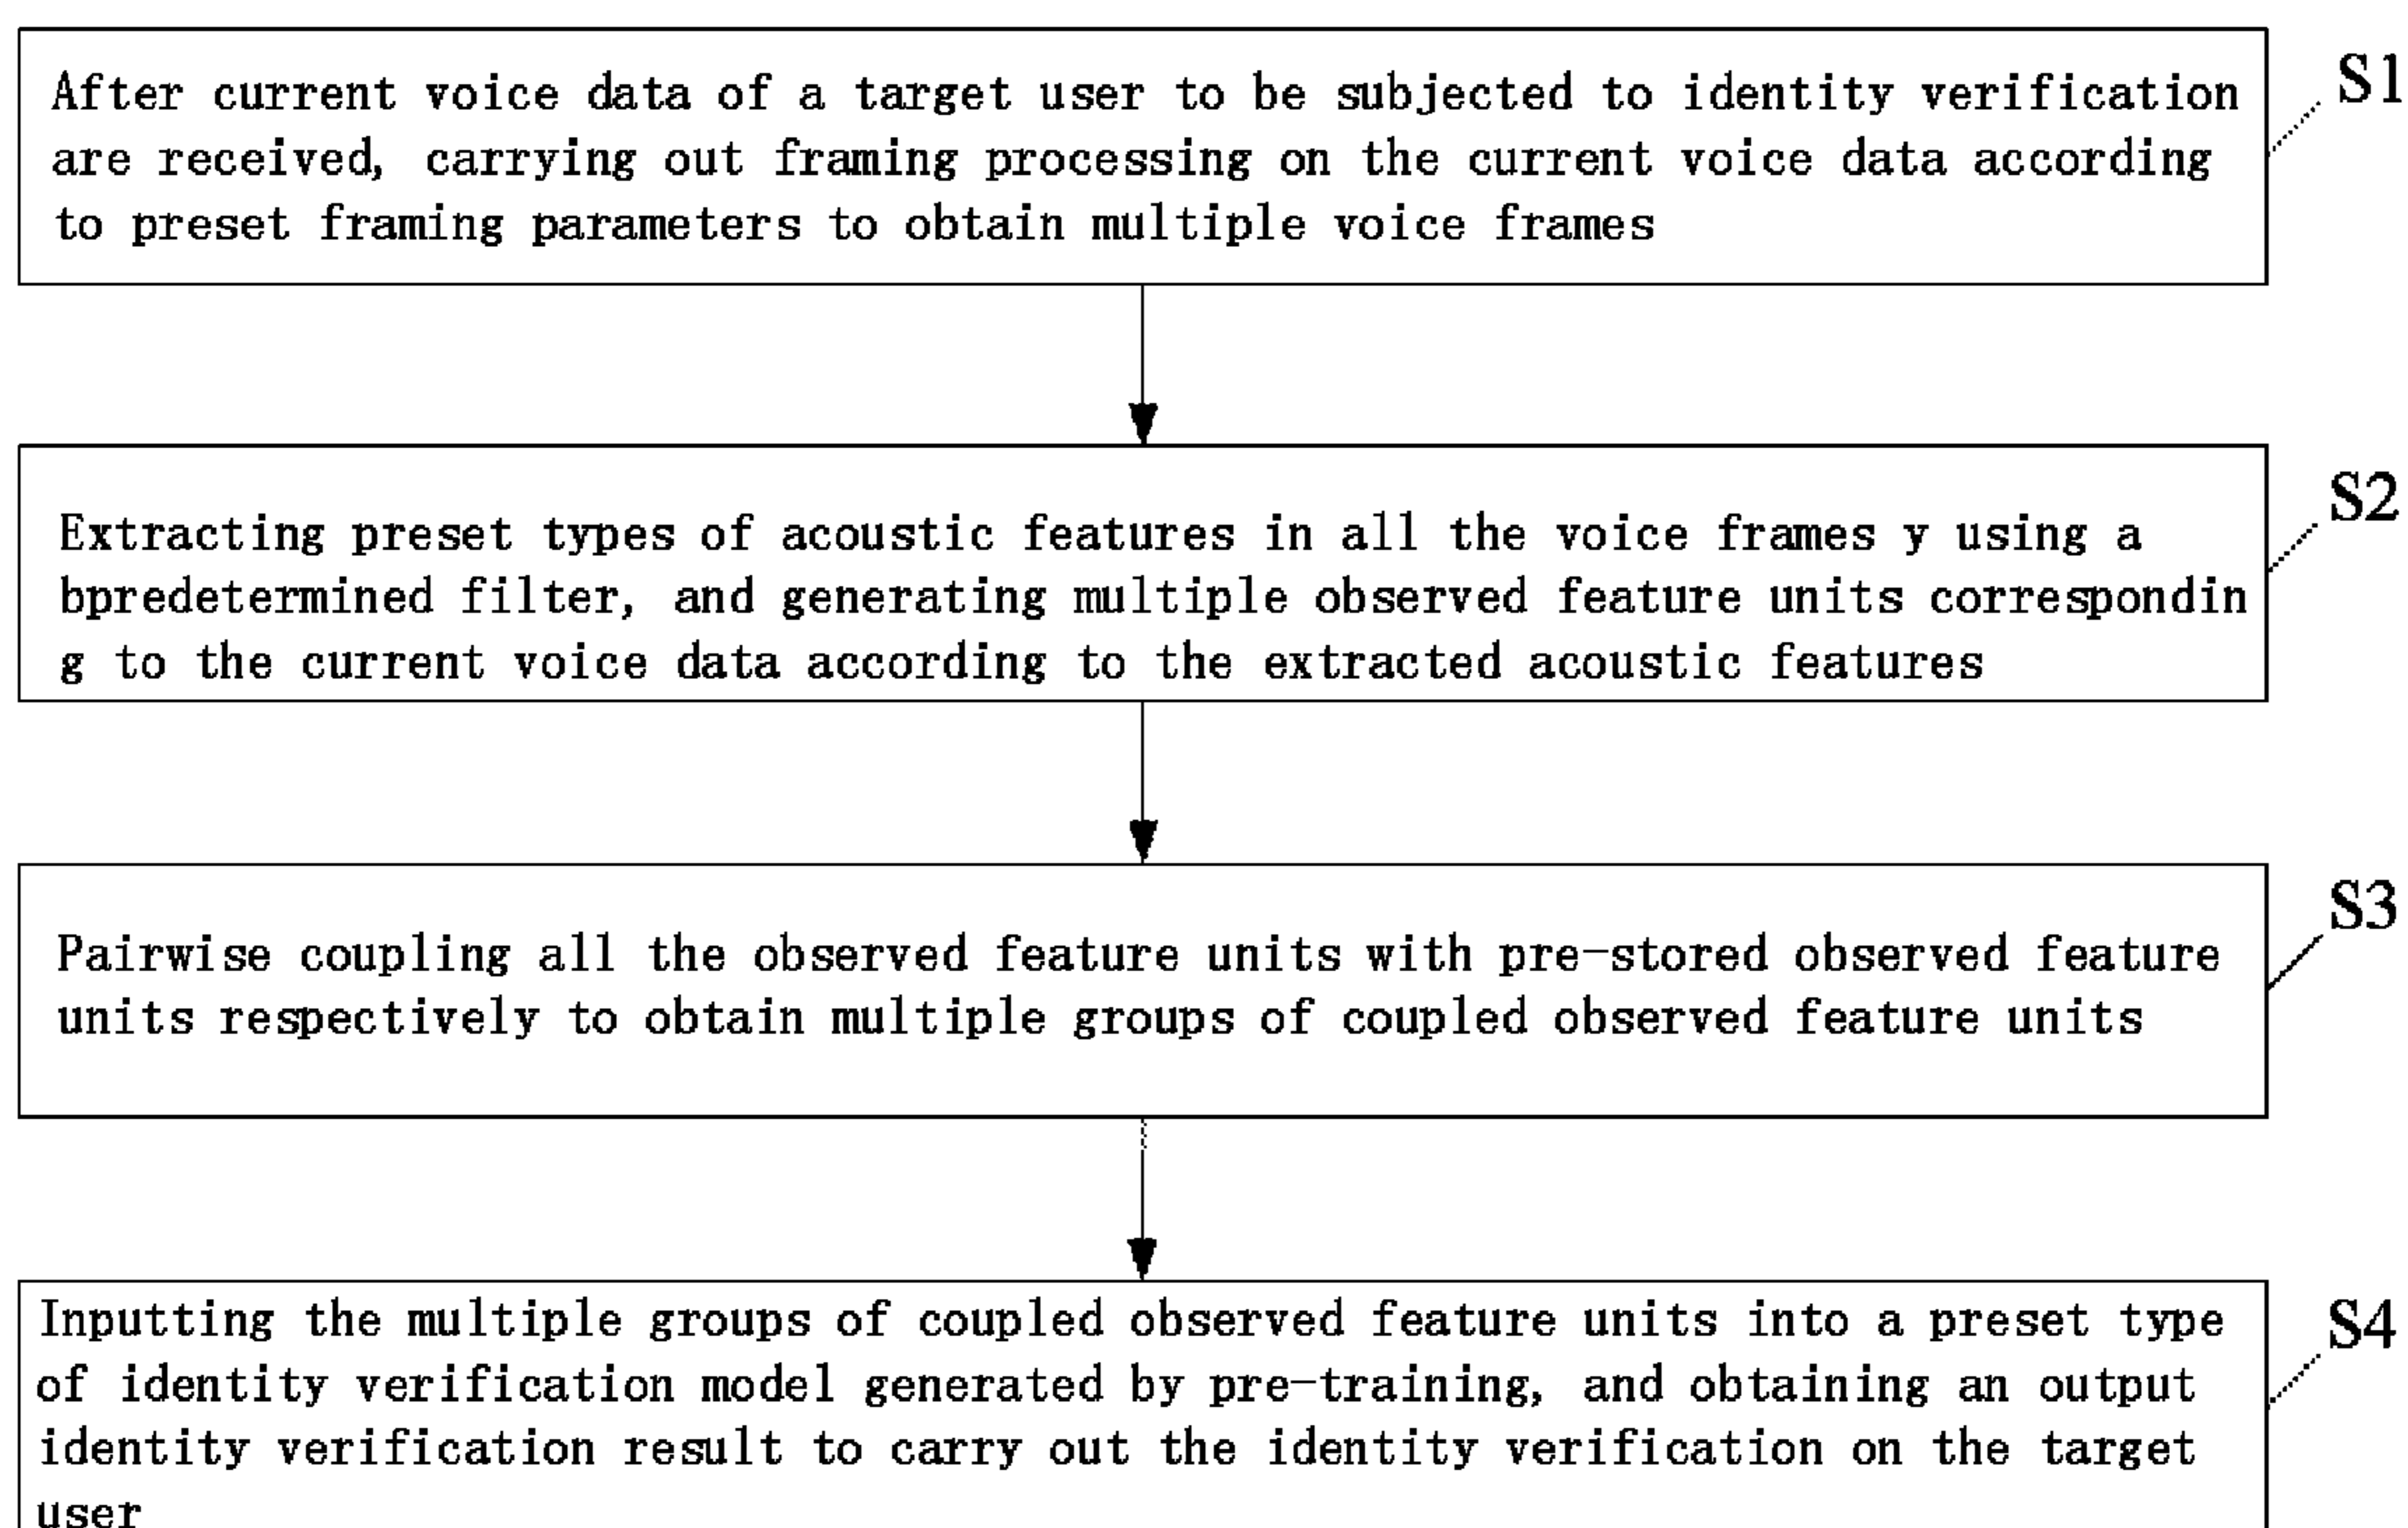 After current voice data of a target user to be subjected to identity verification
are received, carrying out framing processing on the current voice data according
to preset framing parameters to obtain multiple voice frames
S1
Extracting preset types of acoustic features in all the voice frames y using a
bpredetermined filter, and generating multiple observed feature units correspondin
g to the current voice data according to the extracted acoustic features
S2
Pairwise coupling all the observed feature units with pre-stored observed feature
units respectively to obtain multiple groups of coupled observed feature units
S3
Inputting the multiple groups of coupled observed feature units into a preset type
of identity verification model generated by pre-training, and obtaining an output
identity verification result to carry out the identity verification on the target
user
S4